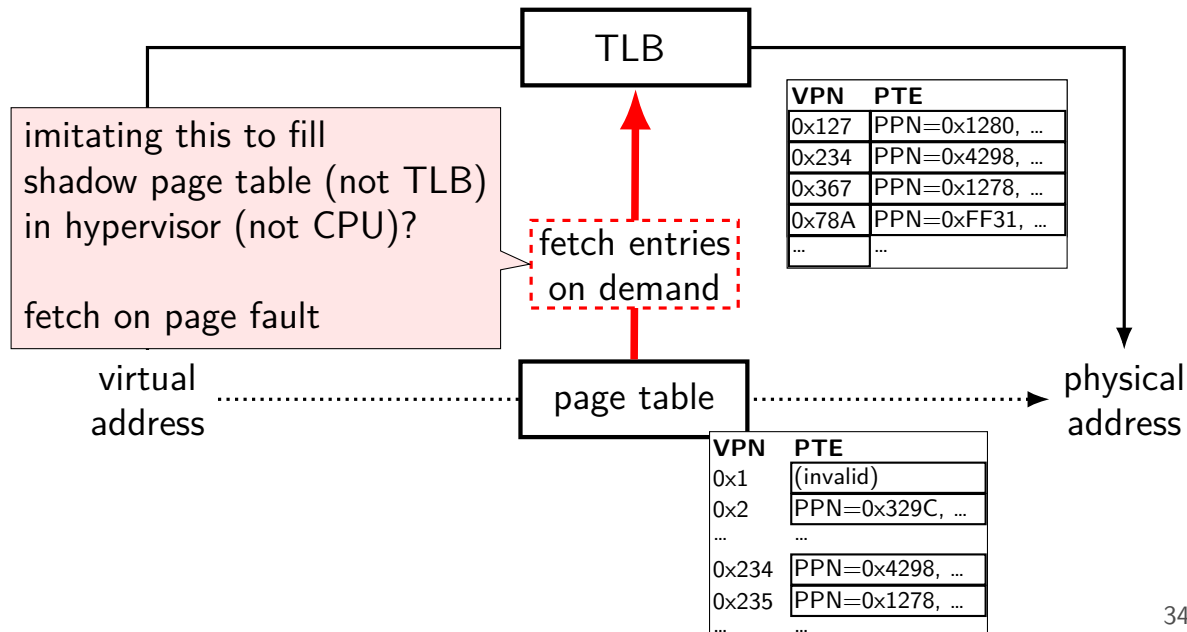 TLB
VPN PTE
0x127 PPN=0x1280, ...
0x234 PPN=0x4298, ...
0x367 PPN=0x1278, ...
0x78A PPN=0xFF31, ...
... ...
imitating this to fill
shadow page table (not TLB)
in hypervisor (not CPU)?
fetch on page fault
fetch entries
on demand
virtual
address
page table
physical
address
VPN PTE
0x1 (invalid)
0x2 PPN=0x329C, ...
... ...
0x234 PPN=0x4298, ...
0x235 PPN=0x1278, ...
... ...
34